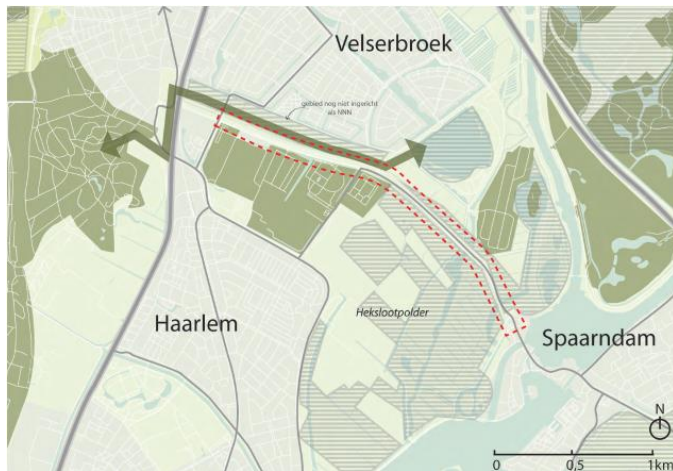 Velserbroek
gebied nog niet ingericht
als NNN
Haarlem
Hekslootpolder
Spaarndam
N
0 0,5 1km